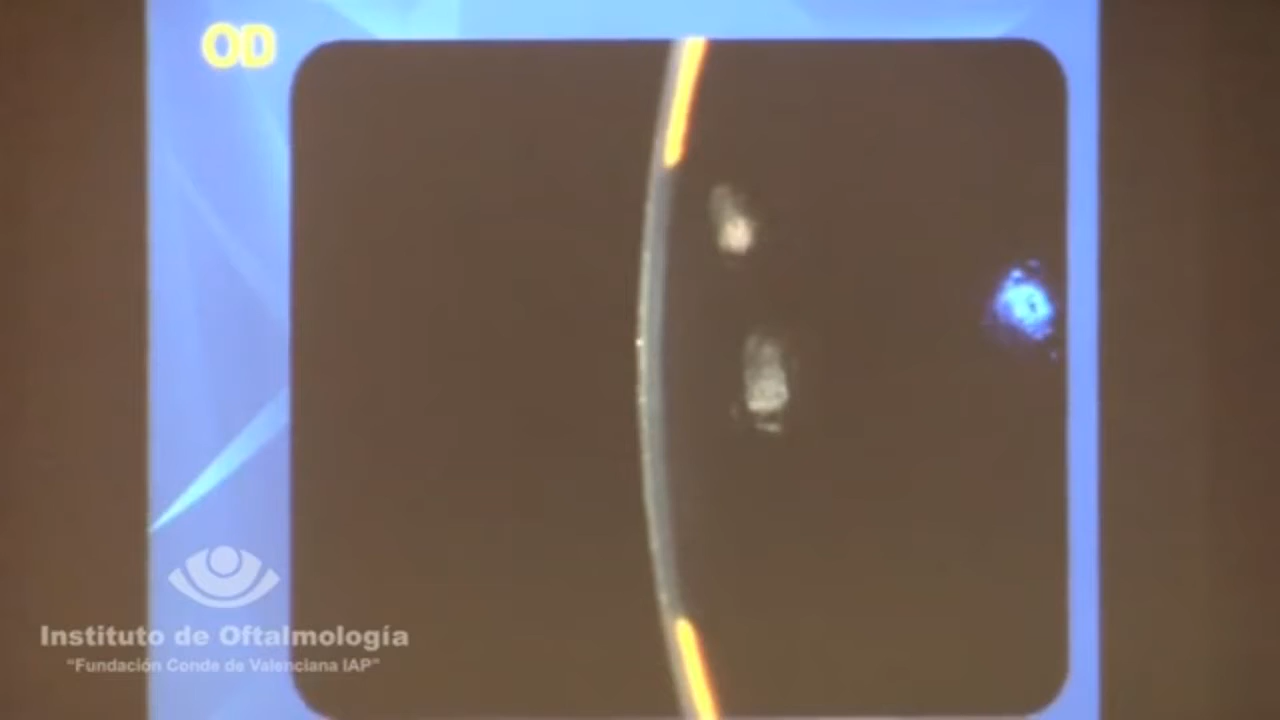 OD
Instituto de Oftalmología
"Fundación Conde de Valenciana IAP"